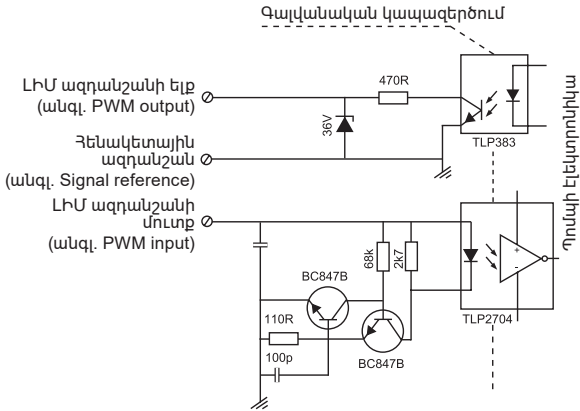 Գալվանական կապազերծում
ԼԻՄ ազդանշանի ելք
(անգլ. PWM output)
470R
36V
TLP383
Հենակետային
ազդանշան
(անգլ. Signal reference)
ԼԻՄ ազդանշանի
մուտք
(անգլ. PWM input)
Պոմպի էլեկտրոնիկա
68k
2k7
+
-
BC847B
TLP2704
110R
100p
BC847B